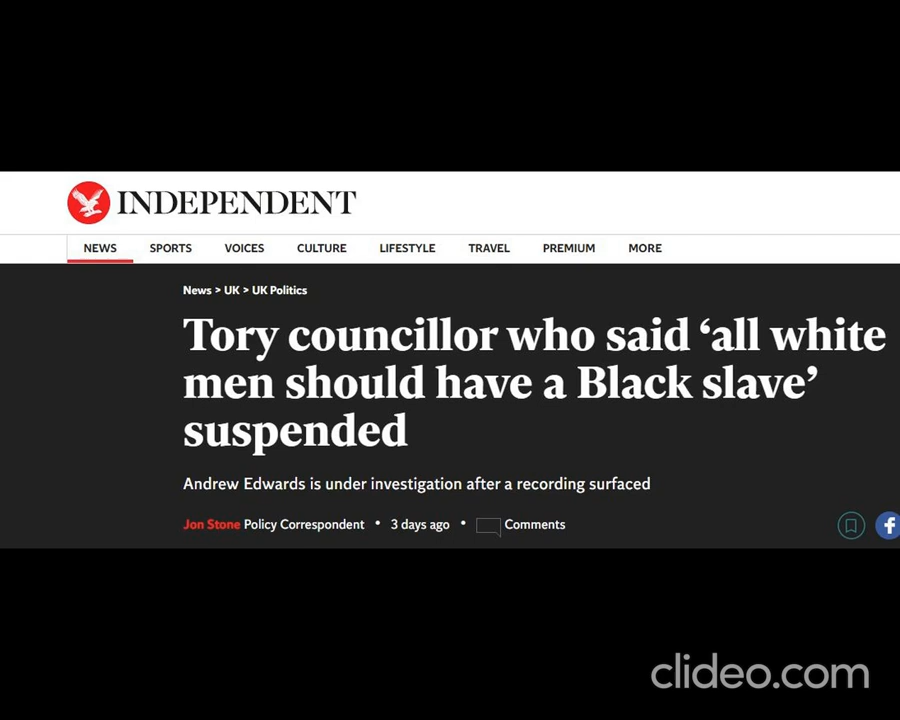 INDEPENDENT
NEWS SPORTS VOICES CULTURE LIFESTYLE TRAVEL PREMIUM MORE
News > UK > UK Politics
Tory councillor who said ‘all white
men should have a Black slave’
suspended
Andrew Edwards is under investigation after a recording surfaced
Jon Stone Policy Correspondent • 3 days ago • Comments
clideo.com